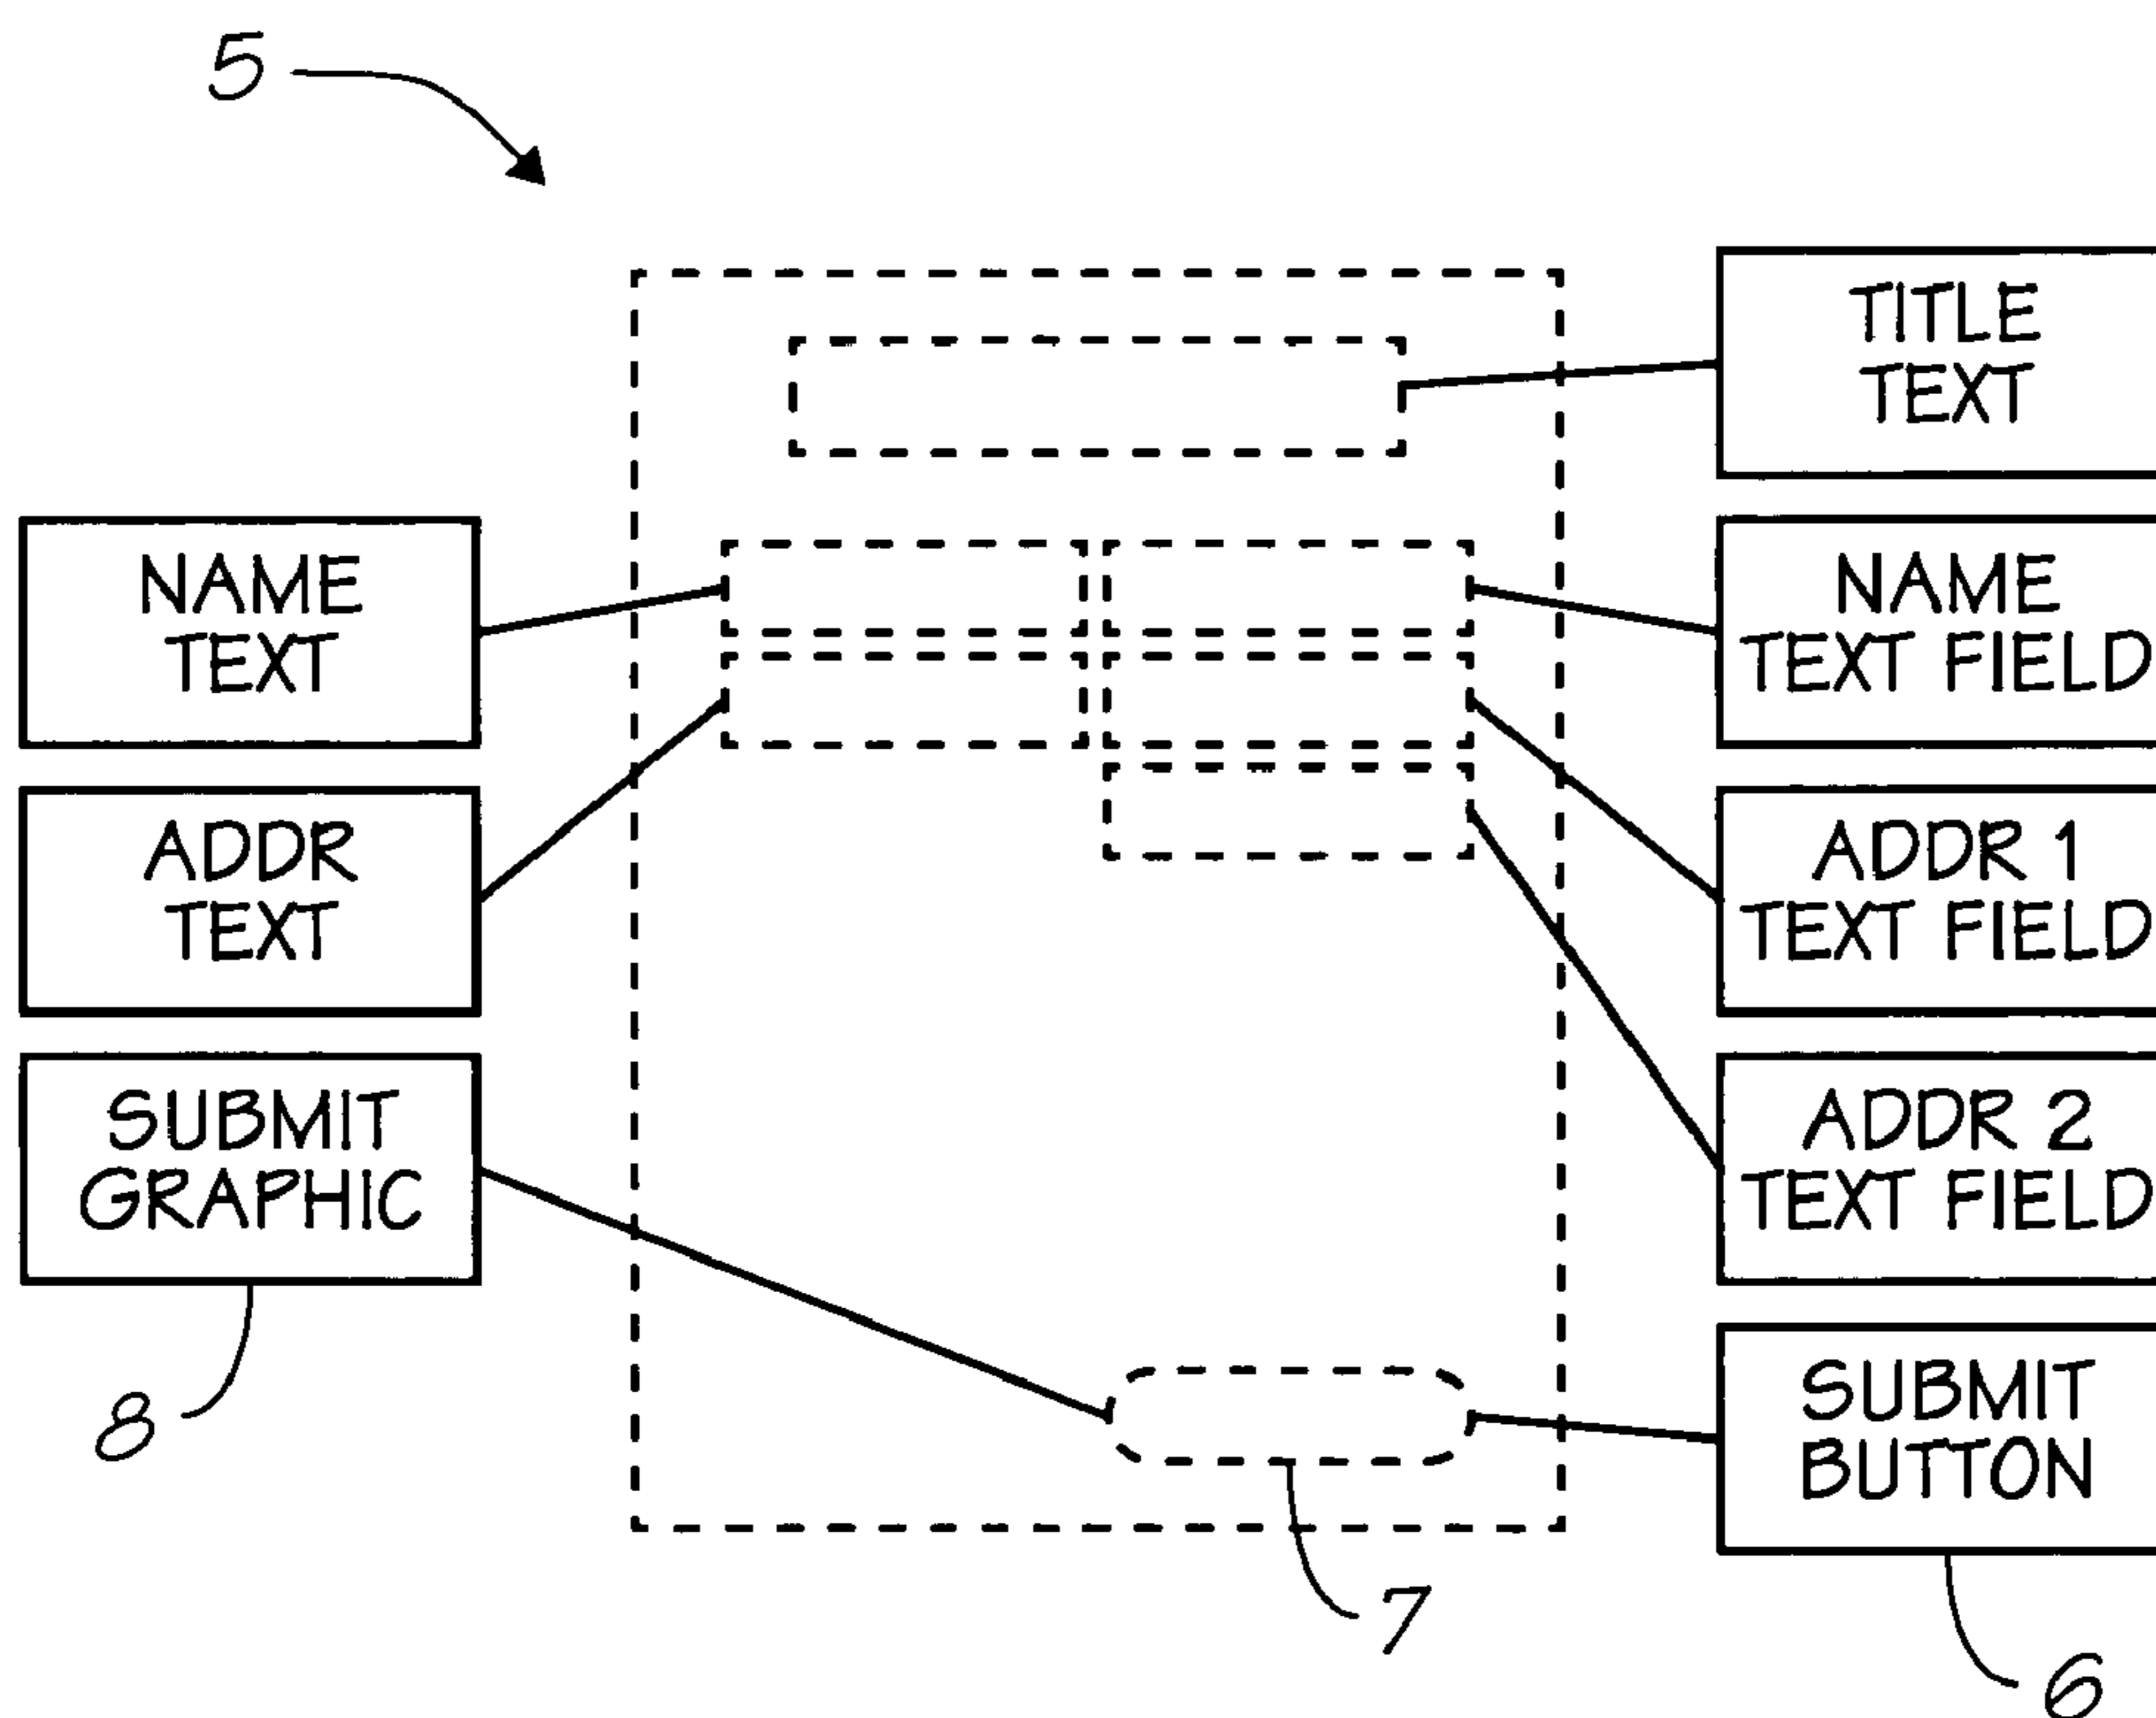 5
TITLE
TEXT
NAME
TEXT
NAME
TEXT FIELD
ADDR
TEXT
ADDR 1
TEXT FIELD
SUBMIT
GRAPHIC
ADDR 2
TEXT FIELD
SUBMIT
BUTTON
8
7
6